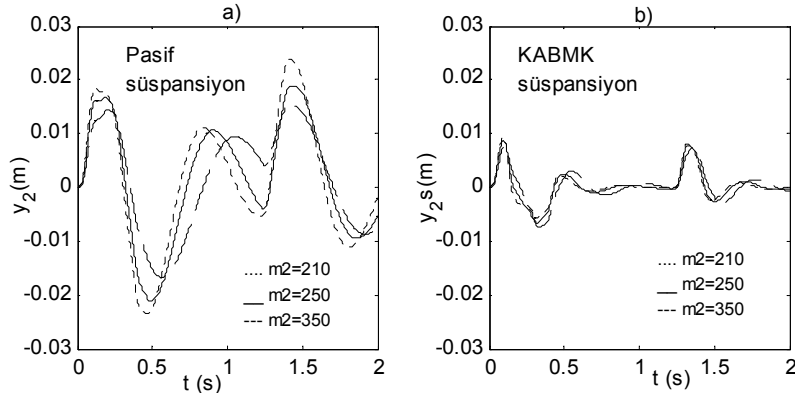 a)
0.03
0.02
0.01
0
-0.01
-0.02
-0.03
y2(m)
Pasif
süspansiyon
.... m2=210
— m2=250
---- m2=350
0 0.5 1 1.5 2
t (s)
b)
0.03
0.02
0.01
0
-0.01
-0.02
-0.03
y2s(m)
KABMK
süspansiyon
.... m2=210
— m2=250
---- m2=350
0 0.5 1 1.5 2
t (s)